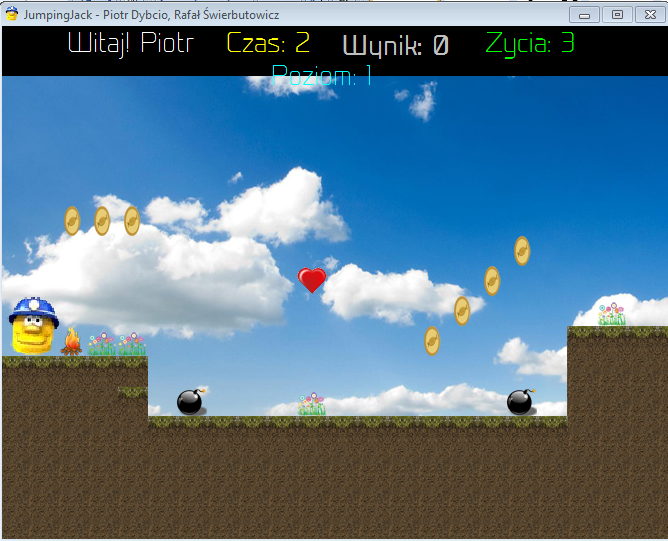 JumpingJack - Piotr Dybcio, Rafał Świerbutowicz
Witaj! Piotr Czas: 2 Wynik: 0 Zycia: 3
Poziom: 1